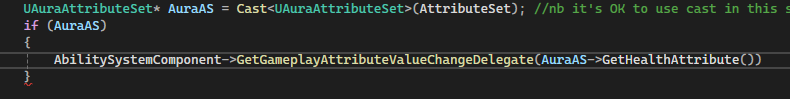 UAuraAttributeSet* AuraAS = Cast<UAuraAttributeSet>(AttributeSet); //nb it's OK to use cast in this
if (AuraAS)
{
AbilitySystemComponent->GetGameplayAttributeValueChangeDelegate(AuraAS->GetHealthAttribute())
}